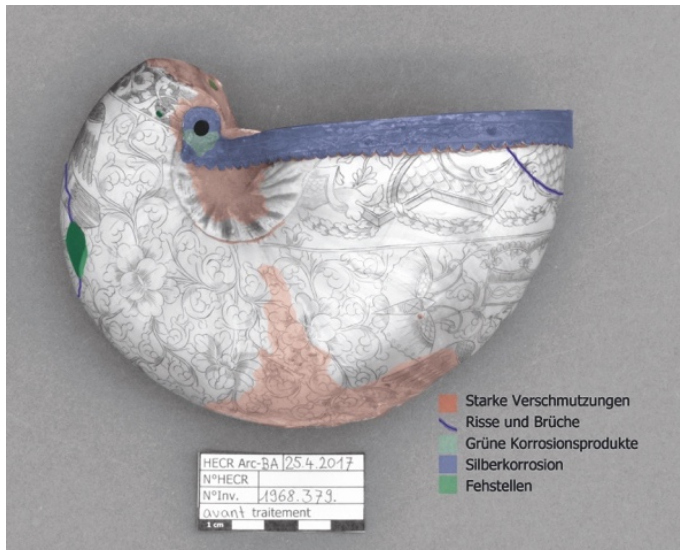 Starke Verschmutzungen
Risse und Brüche
Grüne Korrosionsprodukte
Silberkorrosion
Fehstellen
HECR Arc-BA 25.4.2017
N°HECR
N°Inv. 1968.379.
avant traitement
1 cm